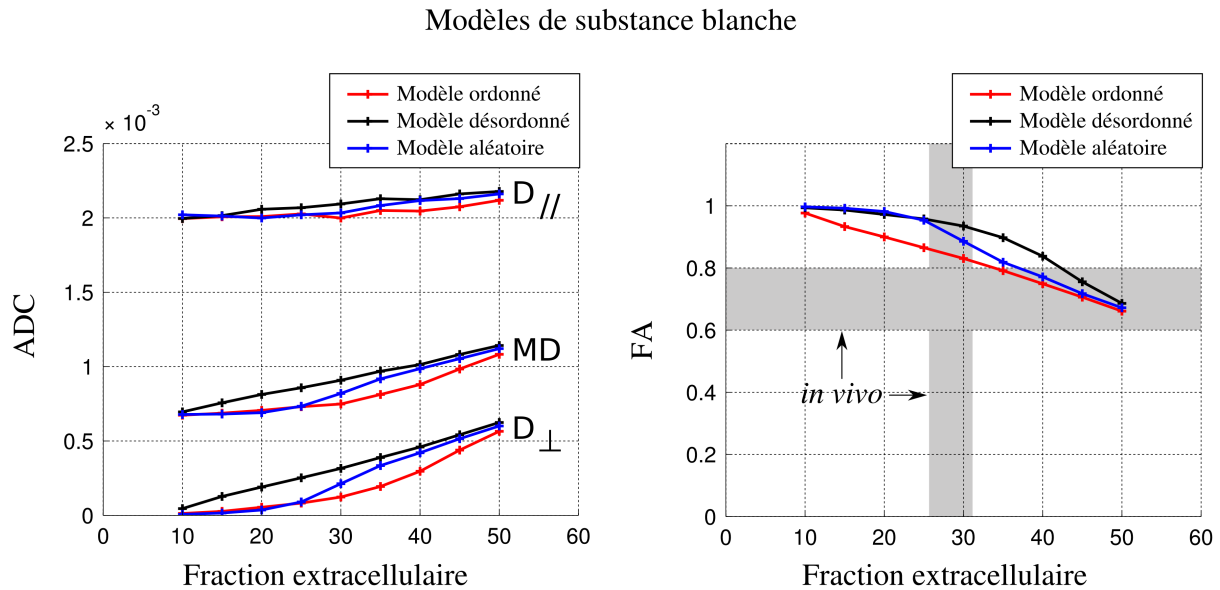 Modèles de substance blanche
Modèle ordonné
Modèle désordonné
Modèle aléatoire
× 10⁻³
2.5
2
1.5
1
0.5
0
0
10
20
30
40
50
60
ADC
D //
MD
D ⊥
Fraction extracellulaire
Modèle ordonné
Modèle désordonné
Modèle aléatoire
1
0.8
0.6
0.4
0.2
0
0
10
20
30
40
50
60
FA
in vivo
Fraction extracellulaire